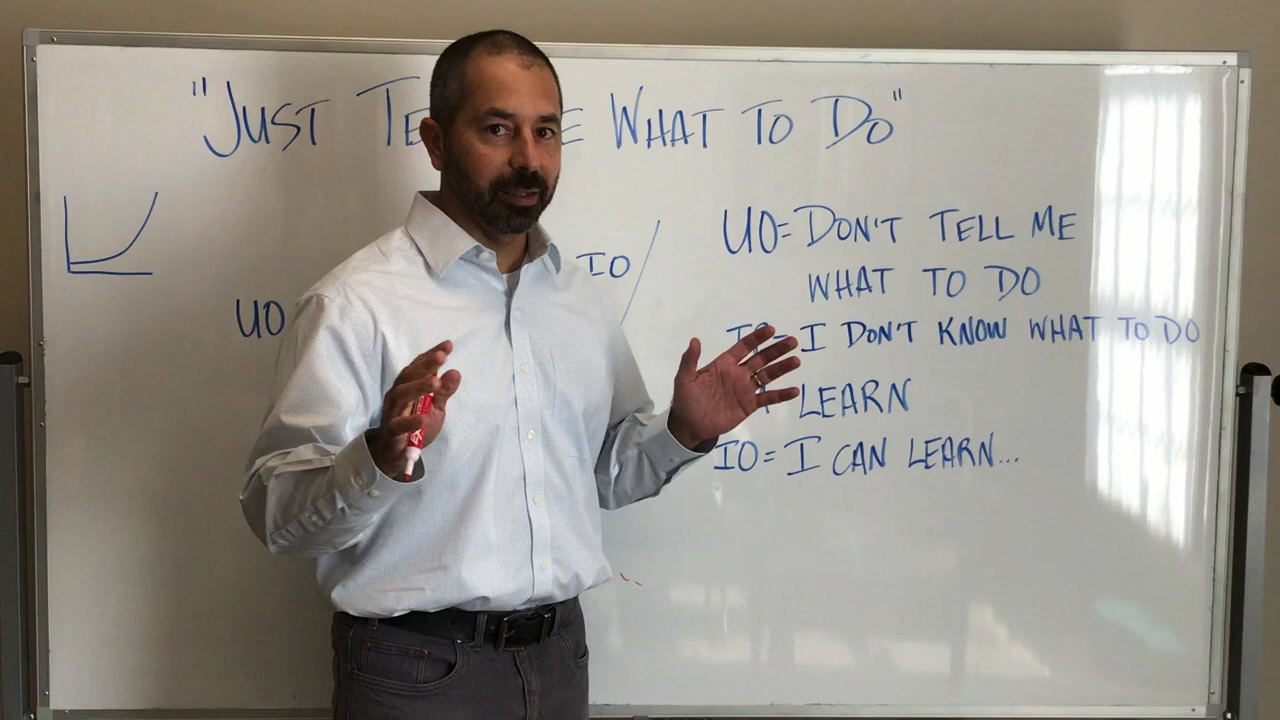 "JUST TE E WHAT TO DO"
UO
IO
UO= DON'T TELL ME
WHAT TO DO
I DON'T KNOW WHAT TO DO
LEARN
IO= I CAN LEARN...